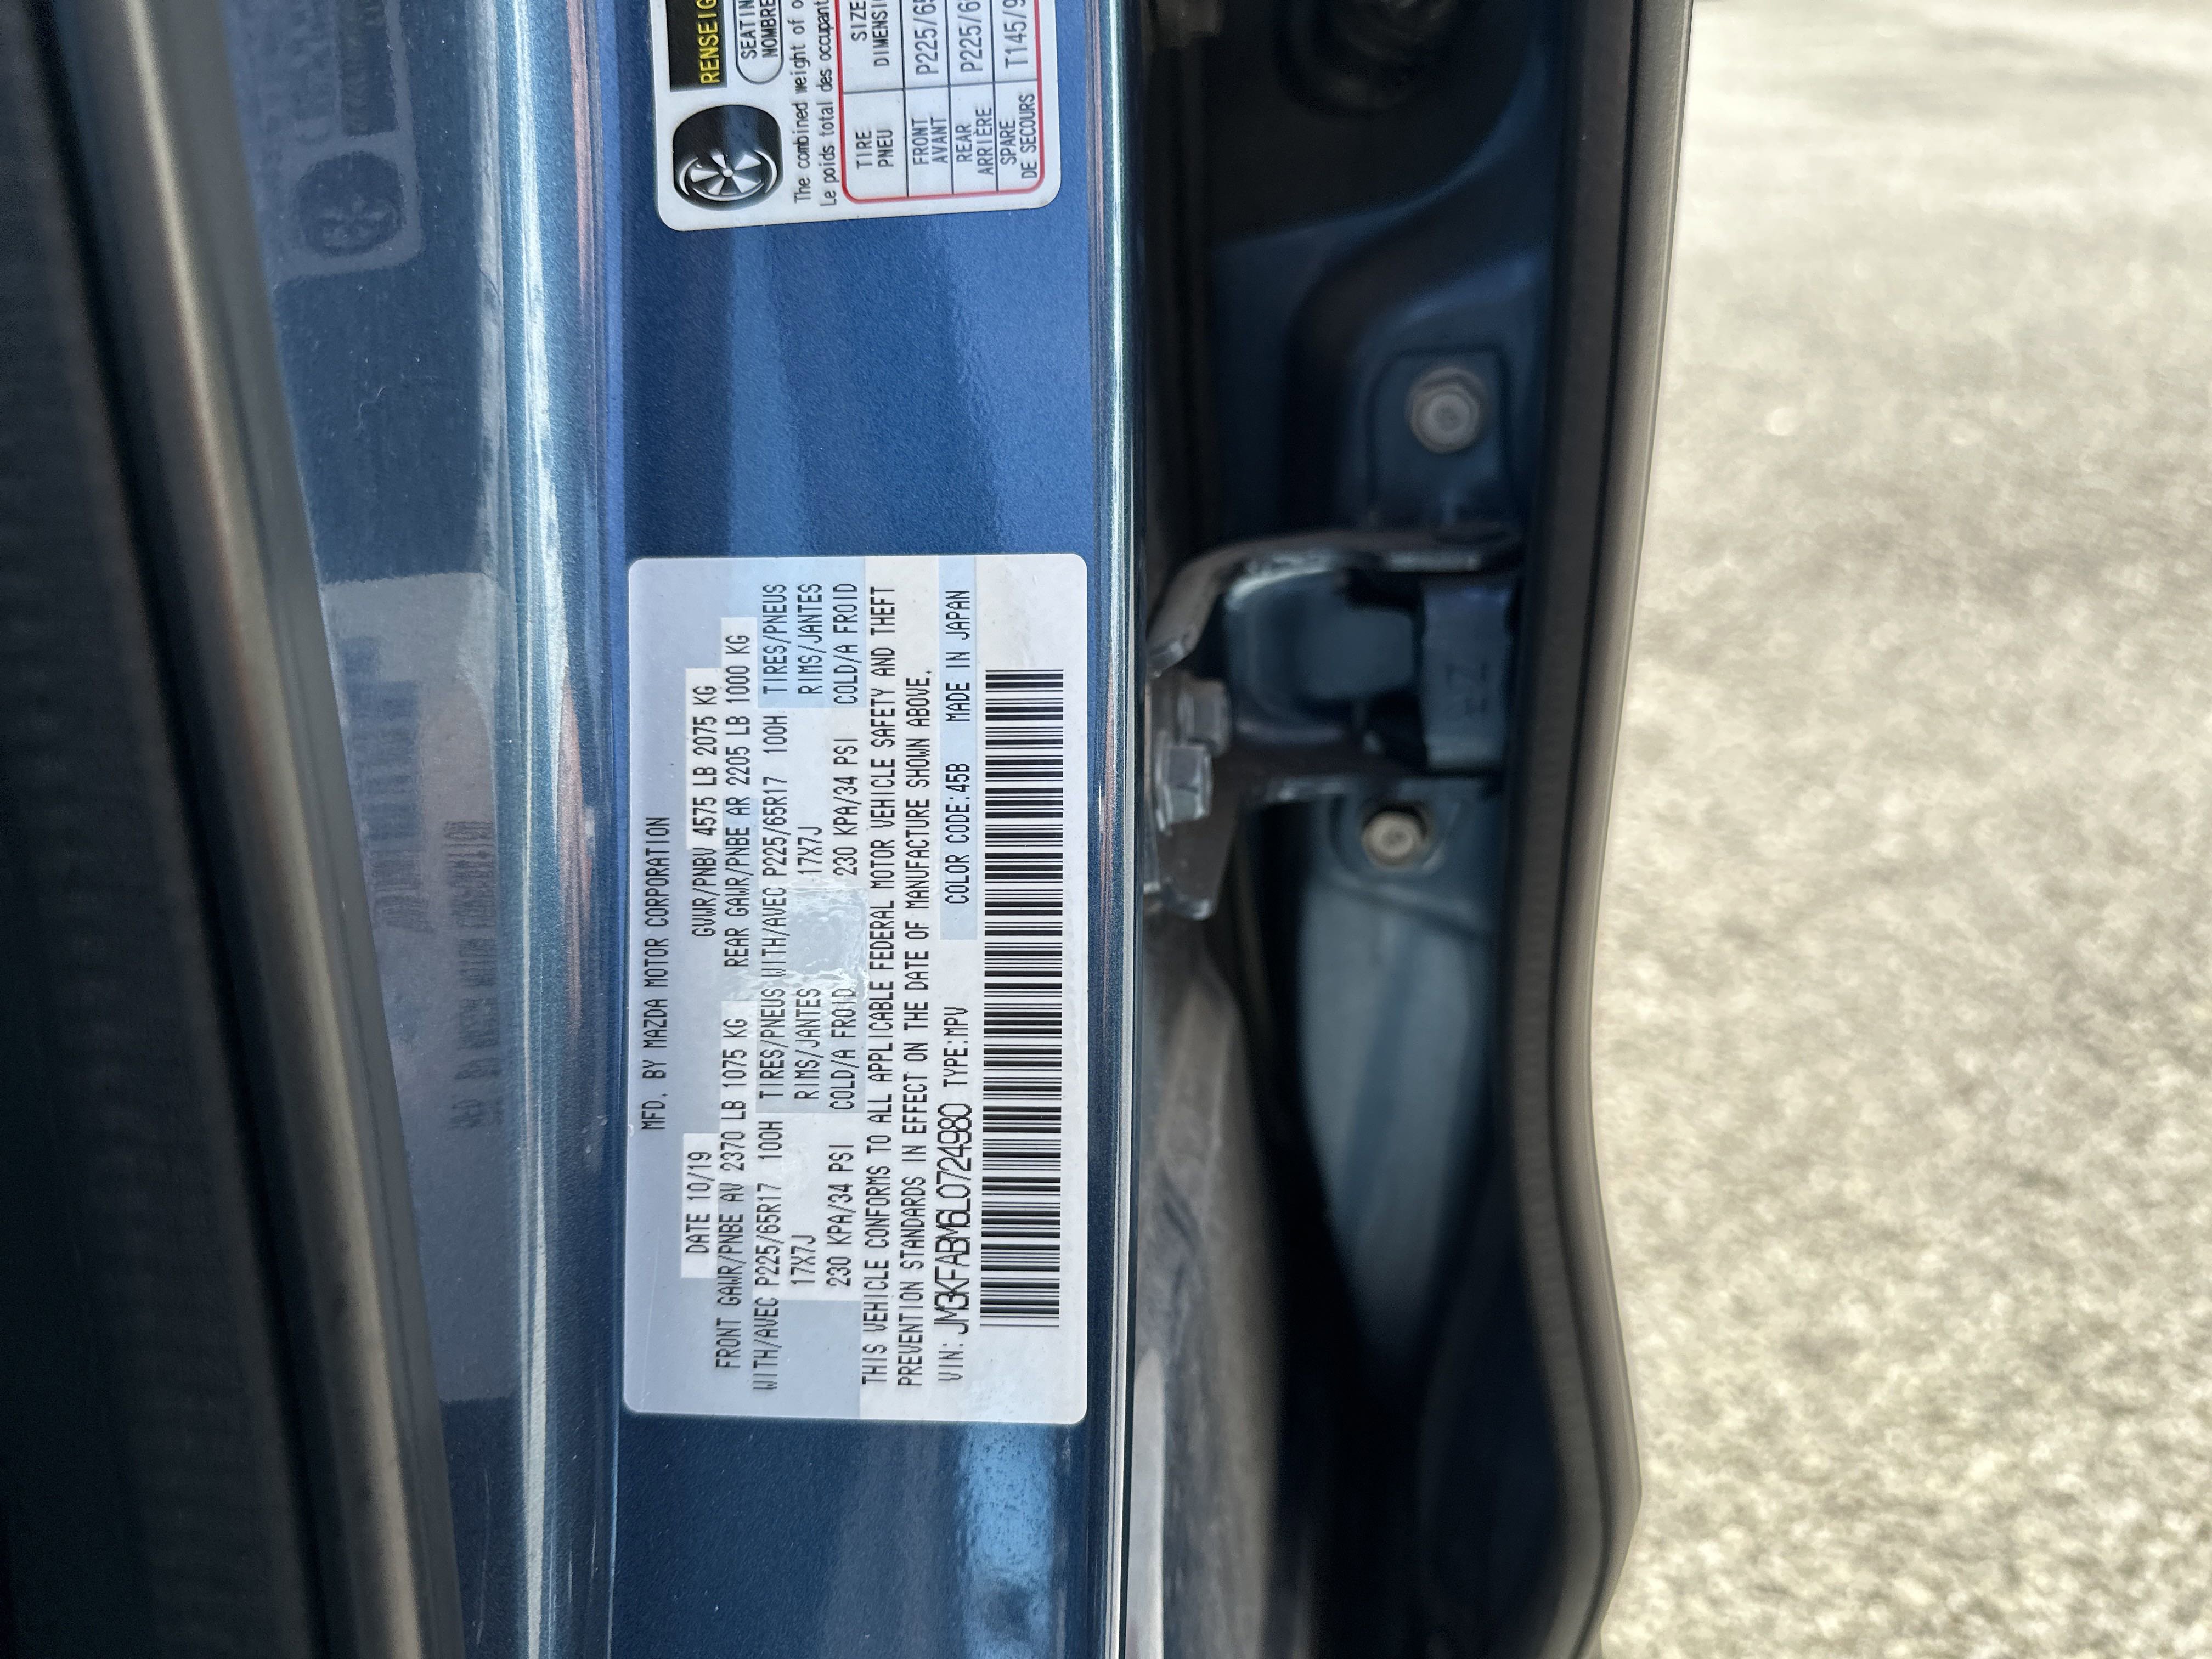 MFD. BY MAZDA MOTOR CORPORATION
DATE 10/19 GVWR/PNBV 4575 LB 2075 KG
FRONT GAWR/PNBE AV 2370 LB 1075 KG REAR GAWR/PNBE AR 2205 LB 1000 KG
WITH/AVEC P225/65R17 100H TIRES/PNEUS WITH/AVEC P225/65R17 100H TIRES/PNEUS
17X7J RIMS/JANTES 17X7J RIMS/JANTES
230 KPA/34 PSI COLD/A FROID 230 KPA/34 PSI COLD/A FROID
THIS VEHICLE CONFORMS TO ALL APPLICABLE FEDERAL MOTOR VEHICLE SAFETY AND THEFT
PREVENTION STANDARDS IN EFFECT ON THE DATE OF MANUFACTURE SHOWN ABOVE.
VIN: JM3KFABM6L0724980 TYPE:MPV COLOR CODE:45B MADE IN JAPAN
RENSEIG
SEATIN
NOMBRE
The combined weight of o
Le poids total des occupant
TIRE SIZE
PNEU DIMENSI
FRONT P225/65
AVANT
REAR P225/6
ARRIÈRE
SPARE T145/9
DE SECOURS